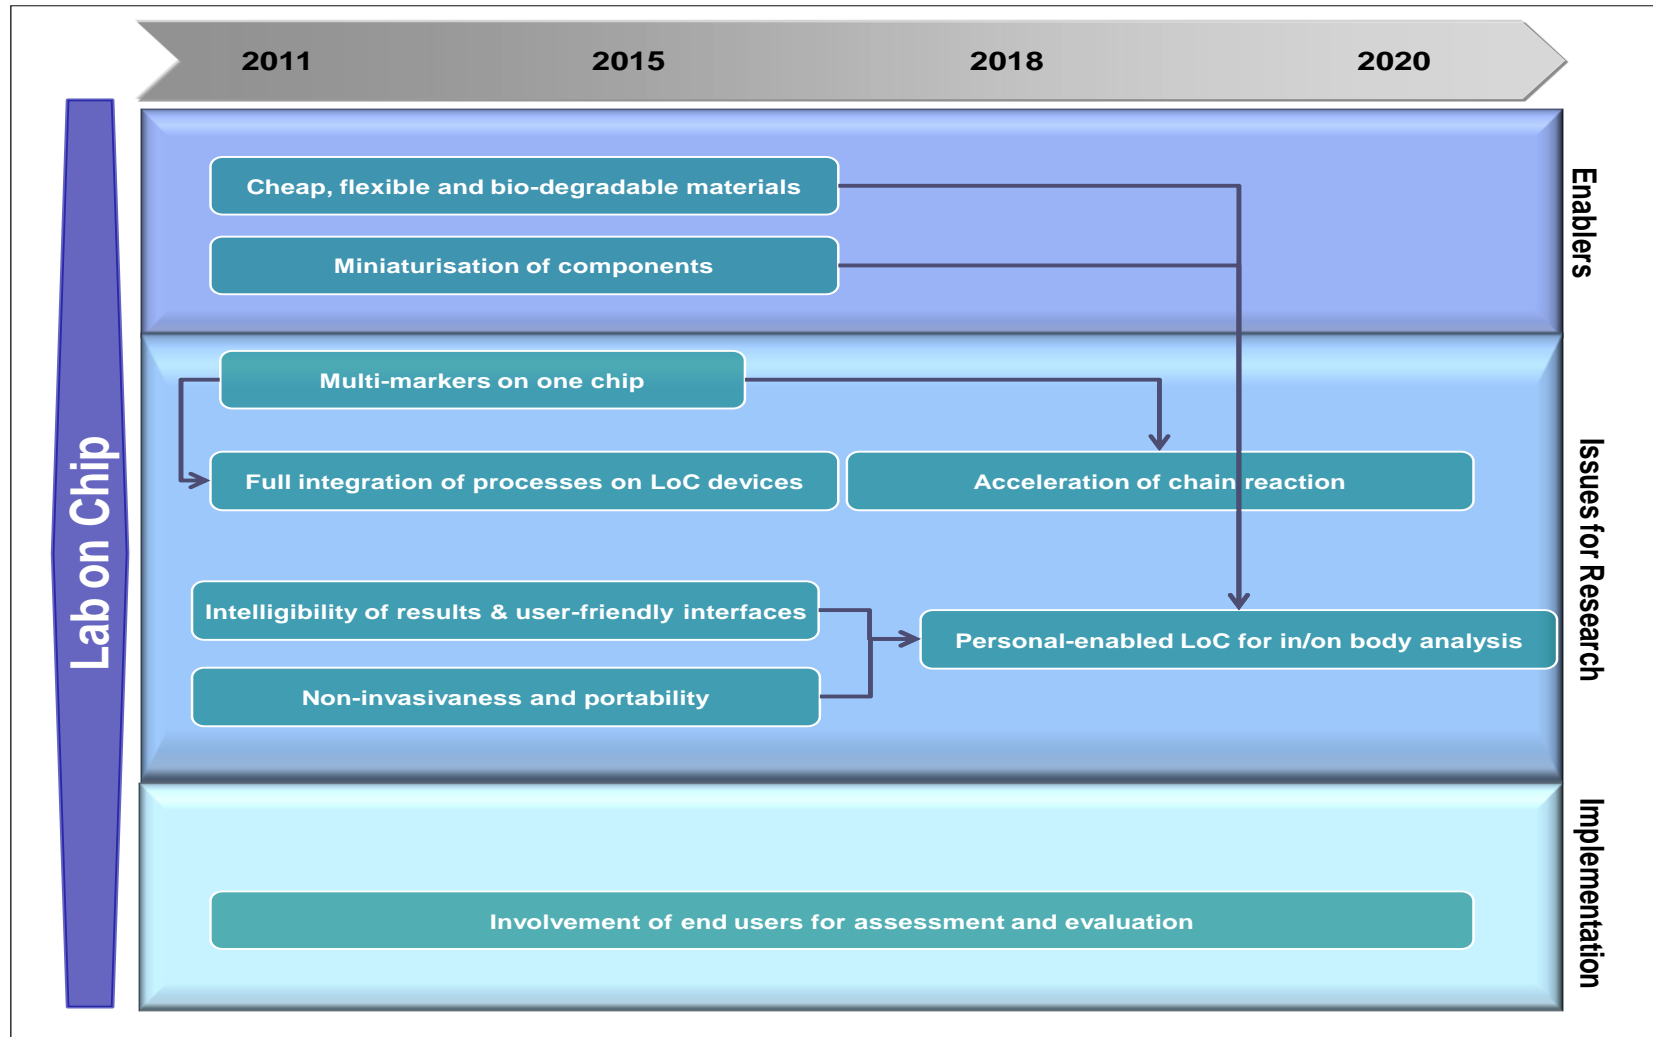 2011 2015 2018 2020
Lab on Chip
Enablers
Cheap, flexible and bio-degradable materials
Miniaturisation of components
Issues for Research
Multi-markers on one chip
Full integration of processes on LoC devices
Acceleration of chain reaction
Intelligibility of results & user-friendly interfaces
Personal-enabled LoC for in/on body analysis
Non-invasivaness and portability
Implementation
Involvement of end users for assessment and evaluation